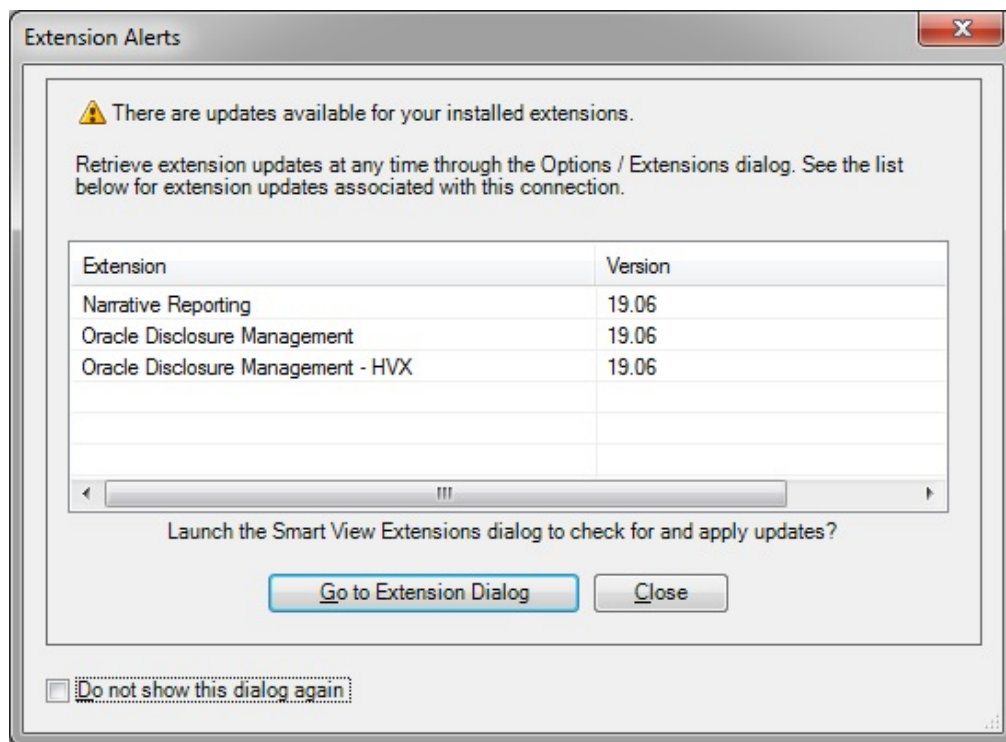 Extension Alerts
There are updates available for your installed extensions.
Retrieve extension updates at any time through the Options / Extensions dialog. See the list
below for extension updates associated with this connection.
Extension Version
Narrative Reporting 19.06
Oracle Disclosure Management 19.06
Oracle Disclosure Management - HVX 19.06
Launch the Smart View Extensions dialog to check for and apply updates?
Go to Extension Dialog Close
Do not show this dialog again